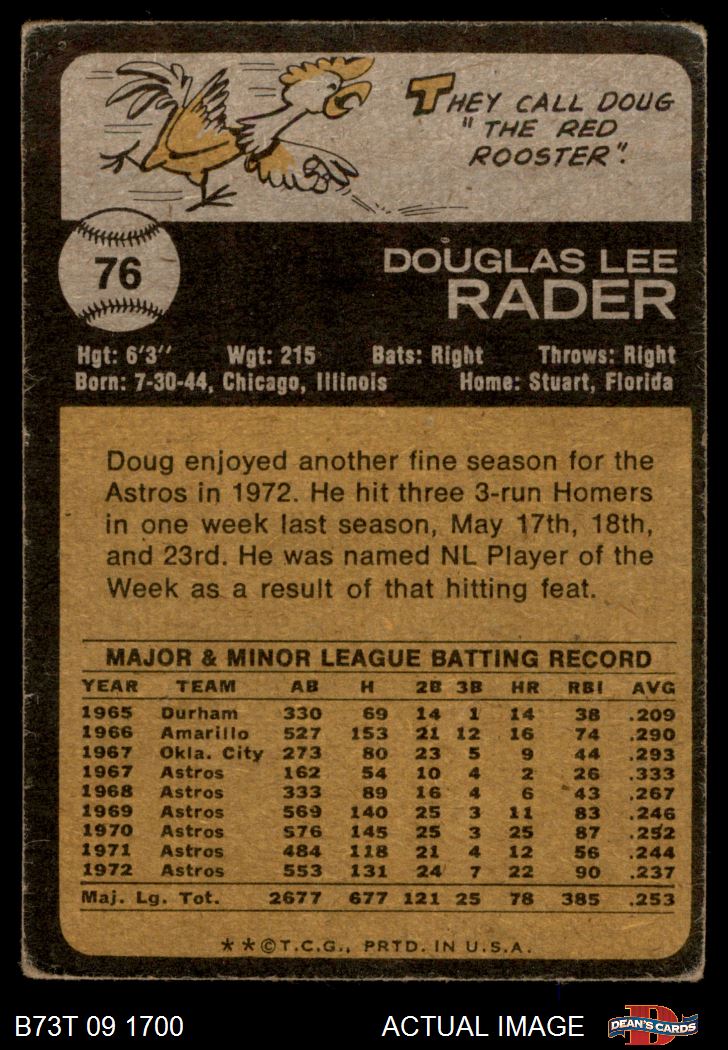 THEY CALL DOUG
"THE RED
ROOSTER".
76
DOUGLAS LEE
RADER
Hgt: 6'3" Wgt: 215 Bats: Right Throws: Right
Born: 7-30-44, Chicago, Illinois Home: Stuart, Florida
Doug enjoyed another fine season for the
Astros in 1972. He hit three 3-run Homers
in one week last season, May 17th, 18th,
and 23rd. He was named NL Player of the
Week as a result of that hitting feat.
MAJOR & MINOR LEAGUE BATTING RECORD
YEAR TEAM AB H 2B 3B HR RBI AVG
1965 Durham 330 69 14 1 14 38 .209
1966 Amarillo 527 153 21 12 16 74 .290
1967 Okla. City 273 80 23 5 9 44 .293
1967 Astros 162 54 10 4 2 26 .333
1968 Astros 333 89 16 4 6 43 .267
1969 Astros 569 140 25 3 11 83 .246
1970 Astros 576 145 25 3 25 87 .252
1971 Astros 484 118 21 4 12 56 .244
1972 Astros 553 131 24 7 22 90 .237
Maj. Lg. Tot. 2677 677 121 25 78 385 .253
* * © T.C.G., PRTD. IN U.S.A.
B73T 09 1700 ACTUAL IMAGE
D
DEAN'S CARDS